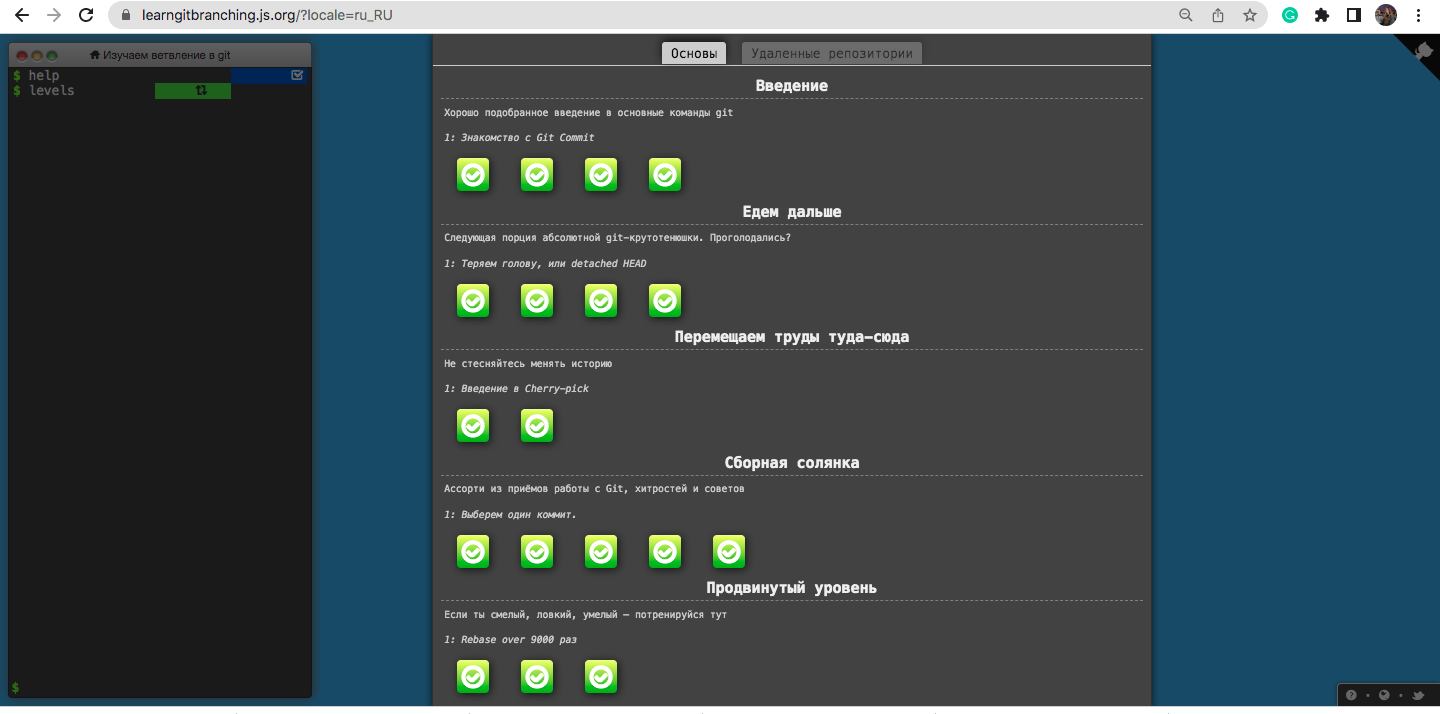 learngitbranching.js.org/?locale=ru_RU
Изучаем ветвление в git
$ help
$ levels
$
Основы
Удаленные репозитории
Введение
Хорошо подобранное введение в основные команды git
1: Знакомство с Git Commit
Едем дальше
Следующая порция абсолютной git-крутотенюшки. Проголодались?
1: Теряем голову, или detached HEAD
Перемещаем труды туда-сюда
Не стесняйтесь менять историю
1: Введение в Cherry-pick
Сборная солянка
Ассорти из приёмов работы с Git, хитростей и советов
1: Выберем один коммит.
Продвинутый уровень
Если ты смелый, ловкий, умелый — потренируйся тут
1: Rebase over 9000 раз